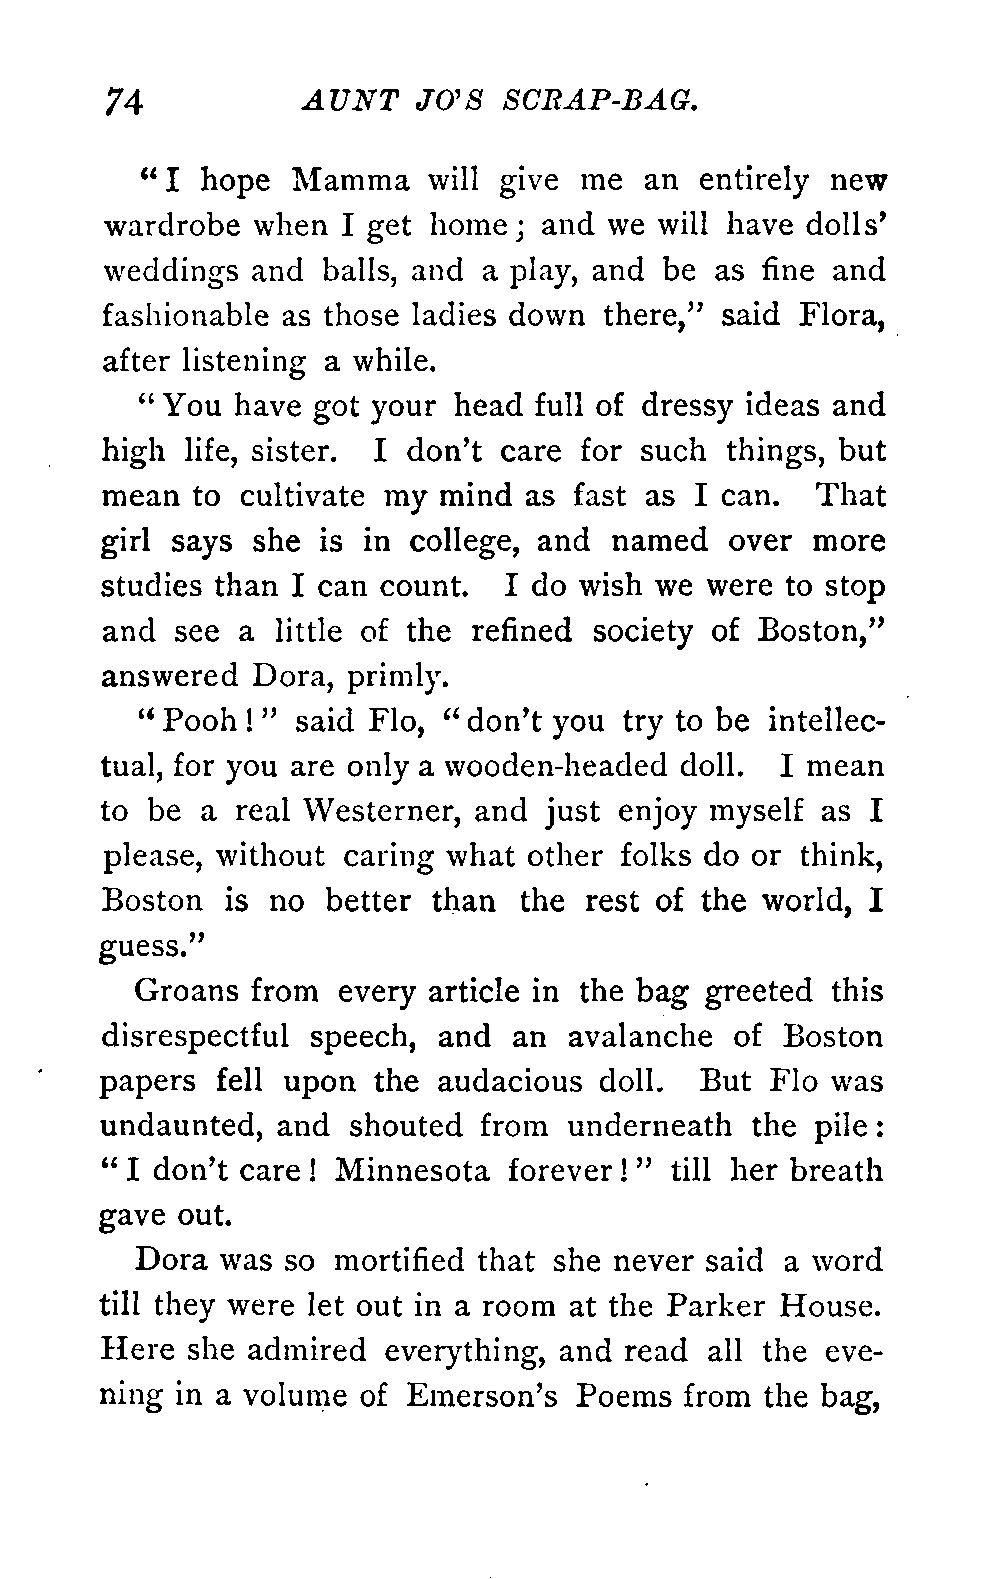 74 AUNT JO'S SCRAP-BAG.
"I hope Mamma will give me an entirely new
wardrobe when I get home; and we will have dolls'
weddings and balls, and a play, and be as fine and
fashionable as those ladies down there," said Flora,
after listening a while.
"You have got your head full of dressy ideas and
high life, sister. I don't care for such things, but
mean to cultivate my mind as fast as I can. That
girl says she is in college, and named over more
studies than I can count. I do wish we were to stop
and see a little of the refined society of Boston,"
answered Dora, primly.
"Pooh!" said Flo, "don't you try to be intellec-
tual, for you are only a wooden-headed doll. I mean
to be a real Westerner, and just enjoy myself as I
please, without caring what other folks do or think,
Boston is no better than the rest of the world, I
guess."
Groans from every article in the bag greeted this
disrespectful speech, and an avalanche of Boston
papers fell upon the audacious doll. But Flo was
undaunted, and shouted from underneath the pile:
"I don't care! Minnesota forever!" till her breath
gave out.
Dora was so mortified that she never said a word
till they were let out in a room at the Parker House.
Here she admired everything, and read all the eve-
ning in a volume of Emerson's Poems from the bag,